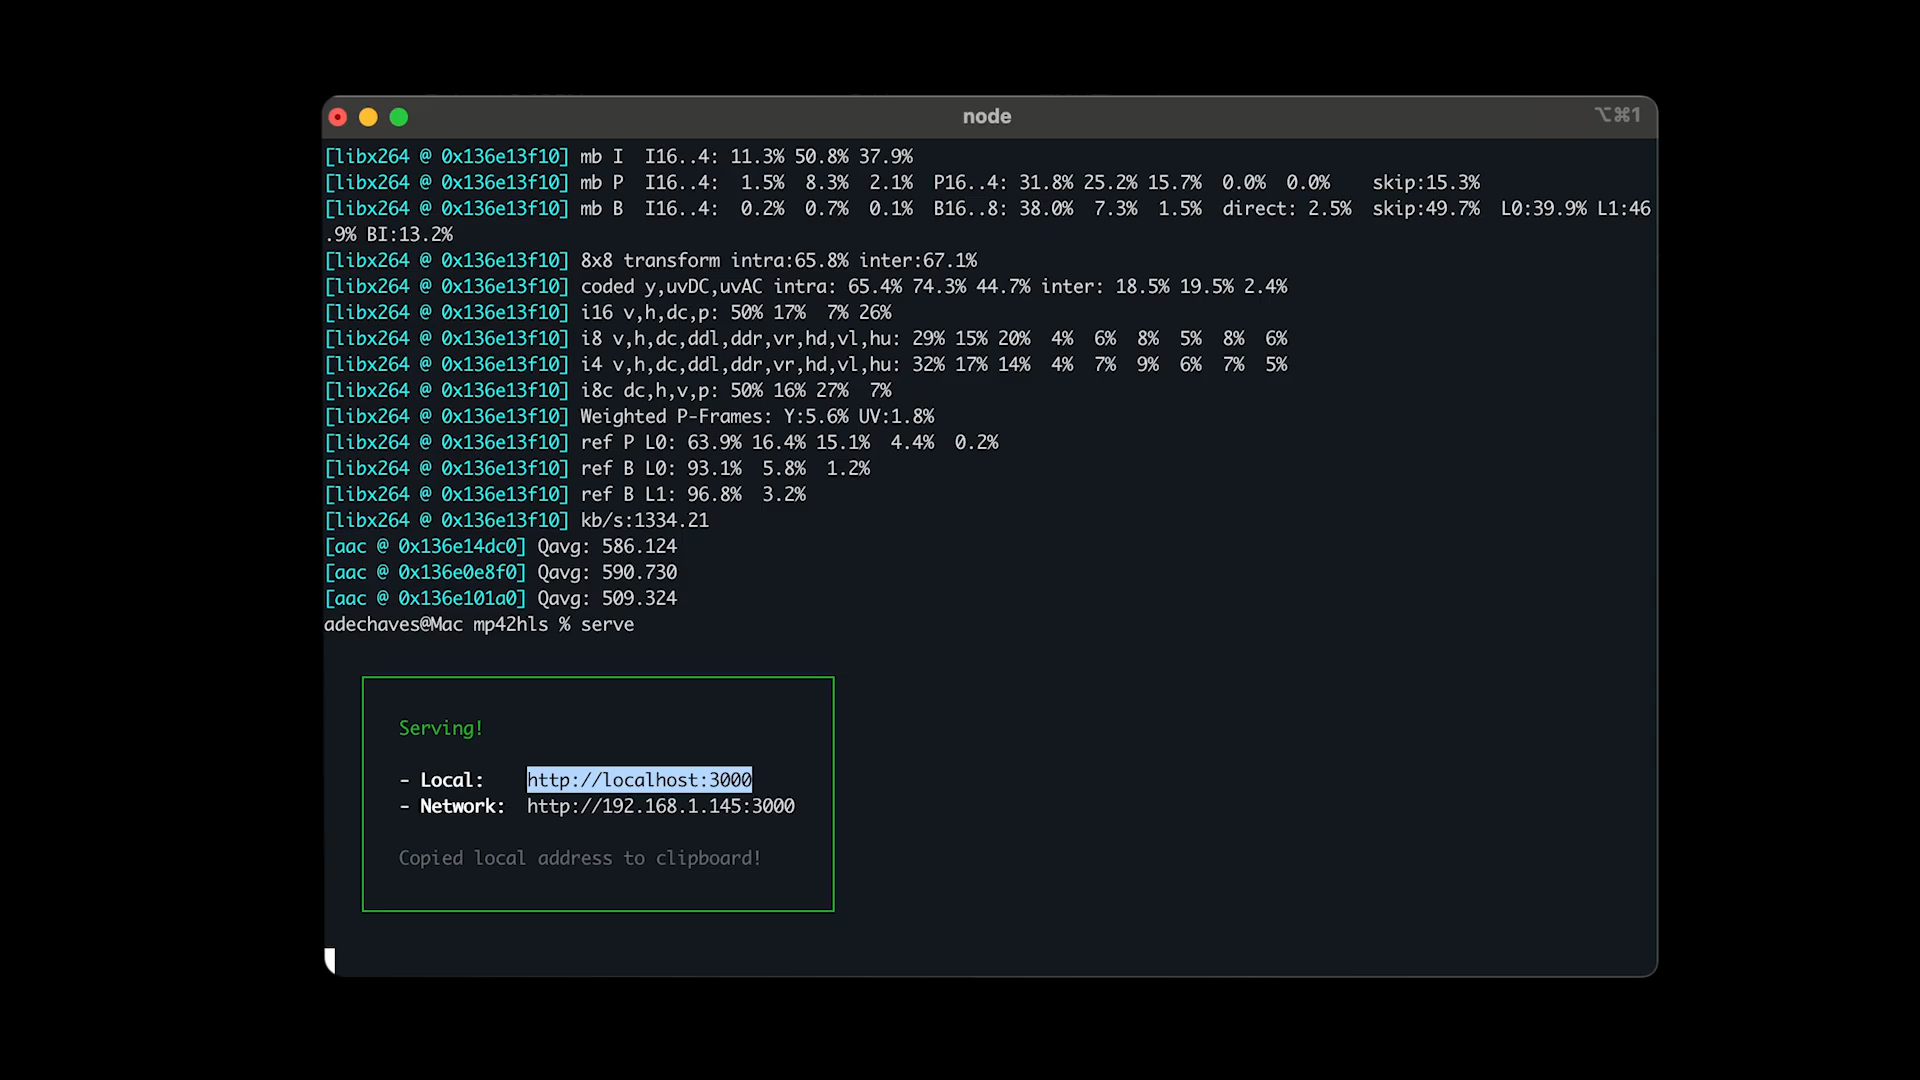 node
⌥⌘1
[libx264 @ 0x136e13f10] mb I  I16..4: 11.3% 50.8% 37.9%
[libx264 @ 0x136e13f10] mb P  I16..4:  1.5%  8.3%  2.1%  P16..4: 31.8% 25.2% 15.7%  0.0%  0.0%    skip:15.3%
[libx264 @ 0x136e13f10] mb B  I16..4:  0.2%  0.7%  0.1%  B16..8: 38.0%  7.3%  1.5%  direct: 2.5%  skip:49.7%  L0:39.9% L1:46
.9% BI:13.2%
[libx264 @ 0x136e13f10] 8x8 transform intra:65.8% inter:67.1%
[libx264 @ 0x136e13f10] coded y,uvDC,uvAC intra: 65.4% 74.3% 44.7% inter: 18.5% 19.5% 2.4%
[libx264 @ 0x136e13f10] i16 v,h,dc,p: 50% 17%  7% 26%
[libx264 @ 0x136e13f10] i8 v,h,dc,ddl,ddr,vr,hd,vl,hu: 29% 15% 20%  4%  6%  8%  5%  8%  6%
[libx264 @ 0x136e13f10] i4 v,h,dc,ddl,ddr,vr,hd,vl,hu: 32% 17% 14%  4%  7%  9%  6%  7%  5%
[libx264 @ 0x136e13f10] i8c dc,h,v,p: 50% 16% 27%  7%
[libx264 @ 0x136e13f10] Weighted P-Frames: Y:5.6% UV:1.8%
[libx264 @ 0x136e13f10] ref P L0: 63.9% 16.4% 15.1%  4.4%  0.2%
[libx264 @ 0x136e13f10] ref B L0: 93.1%  5.8%  1.2%
[libx264 @ 0x136e13f10] ref B L1: 96.8%  3.2%
[libx264 @ 0x136e13f10] kb/s:1334.21
[aac @ 0x136e14dc0] Qavg: 586.124
[aac @ 0x136e0e8f0] Qavg: 590.730
[aac @ 0x136e101a0] Qavg: 509.324
adechaves@Mac mp42hls % serve
Serving!
- Local:    http://localhost:3000
- Network:  http://192.168.1.145:3000
Copied local address to clipboard!